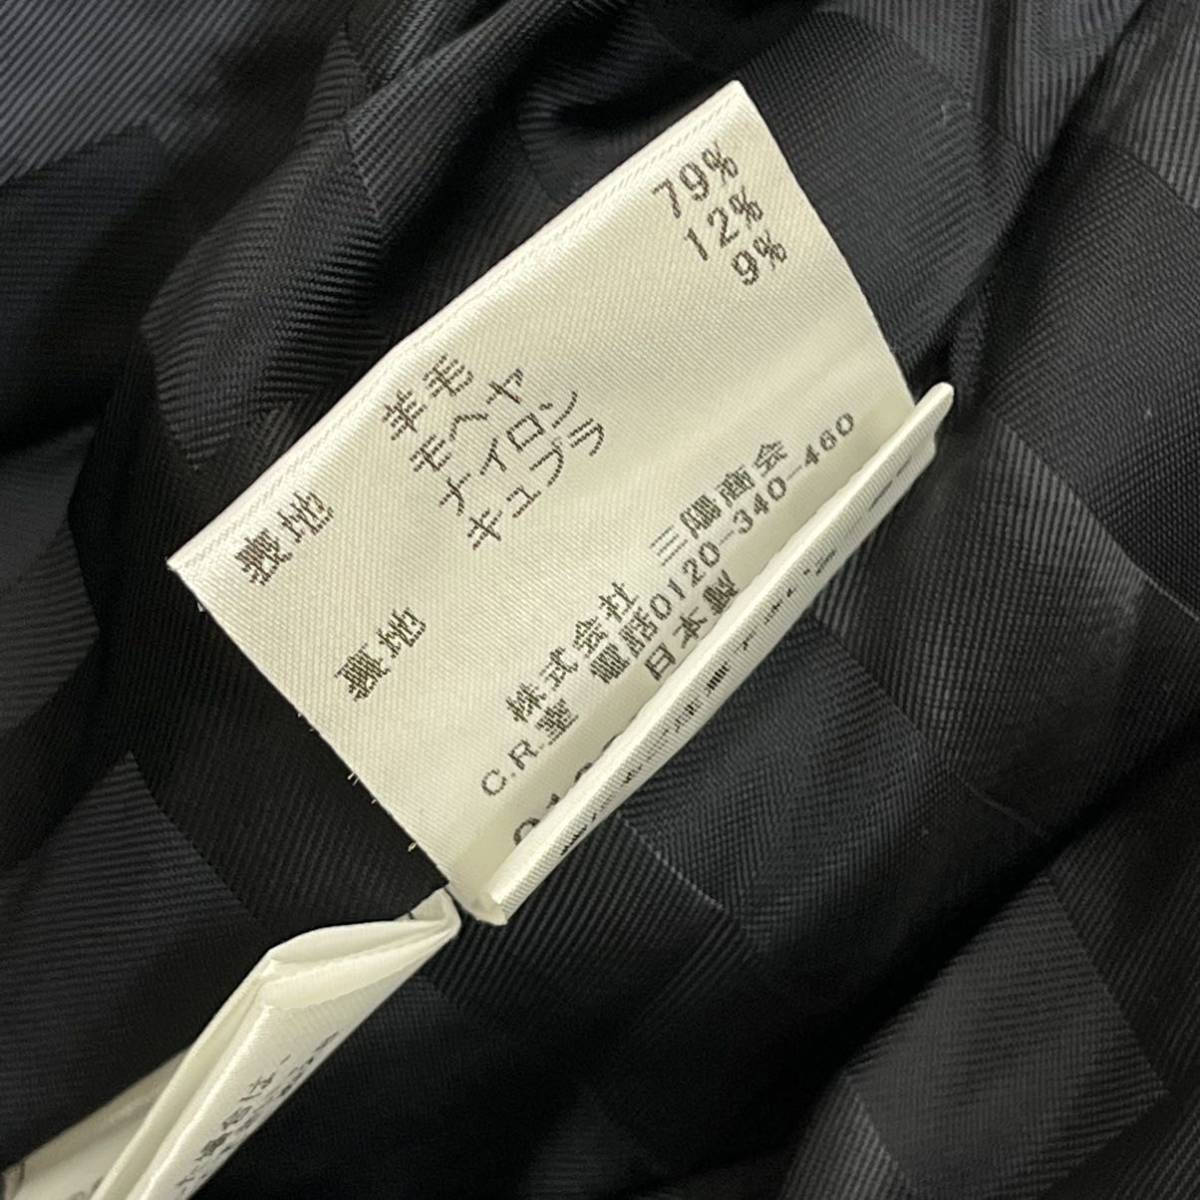 表地 羊毛 79%
モヘヤ 12%
ナイロン 9%
裏地 キュプラ
株式会社 三陽商会
C.R.室 電話0120-340-460
日本製